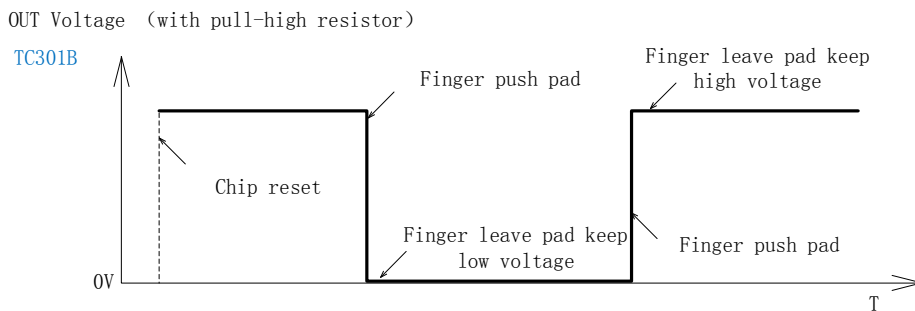 OUT Voltage （with pull-high resistor）
TC301B
Finger push pad
Finger leave pad keep
high voltage
Chip reset
Finger leave pad keep
low voltage
Finger push pad
0V
T